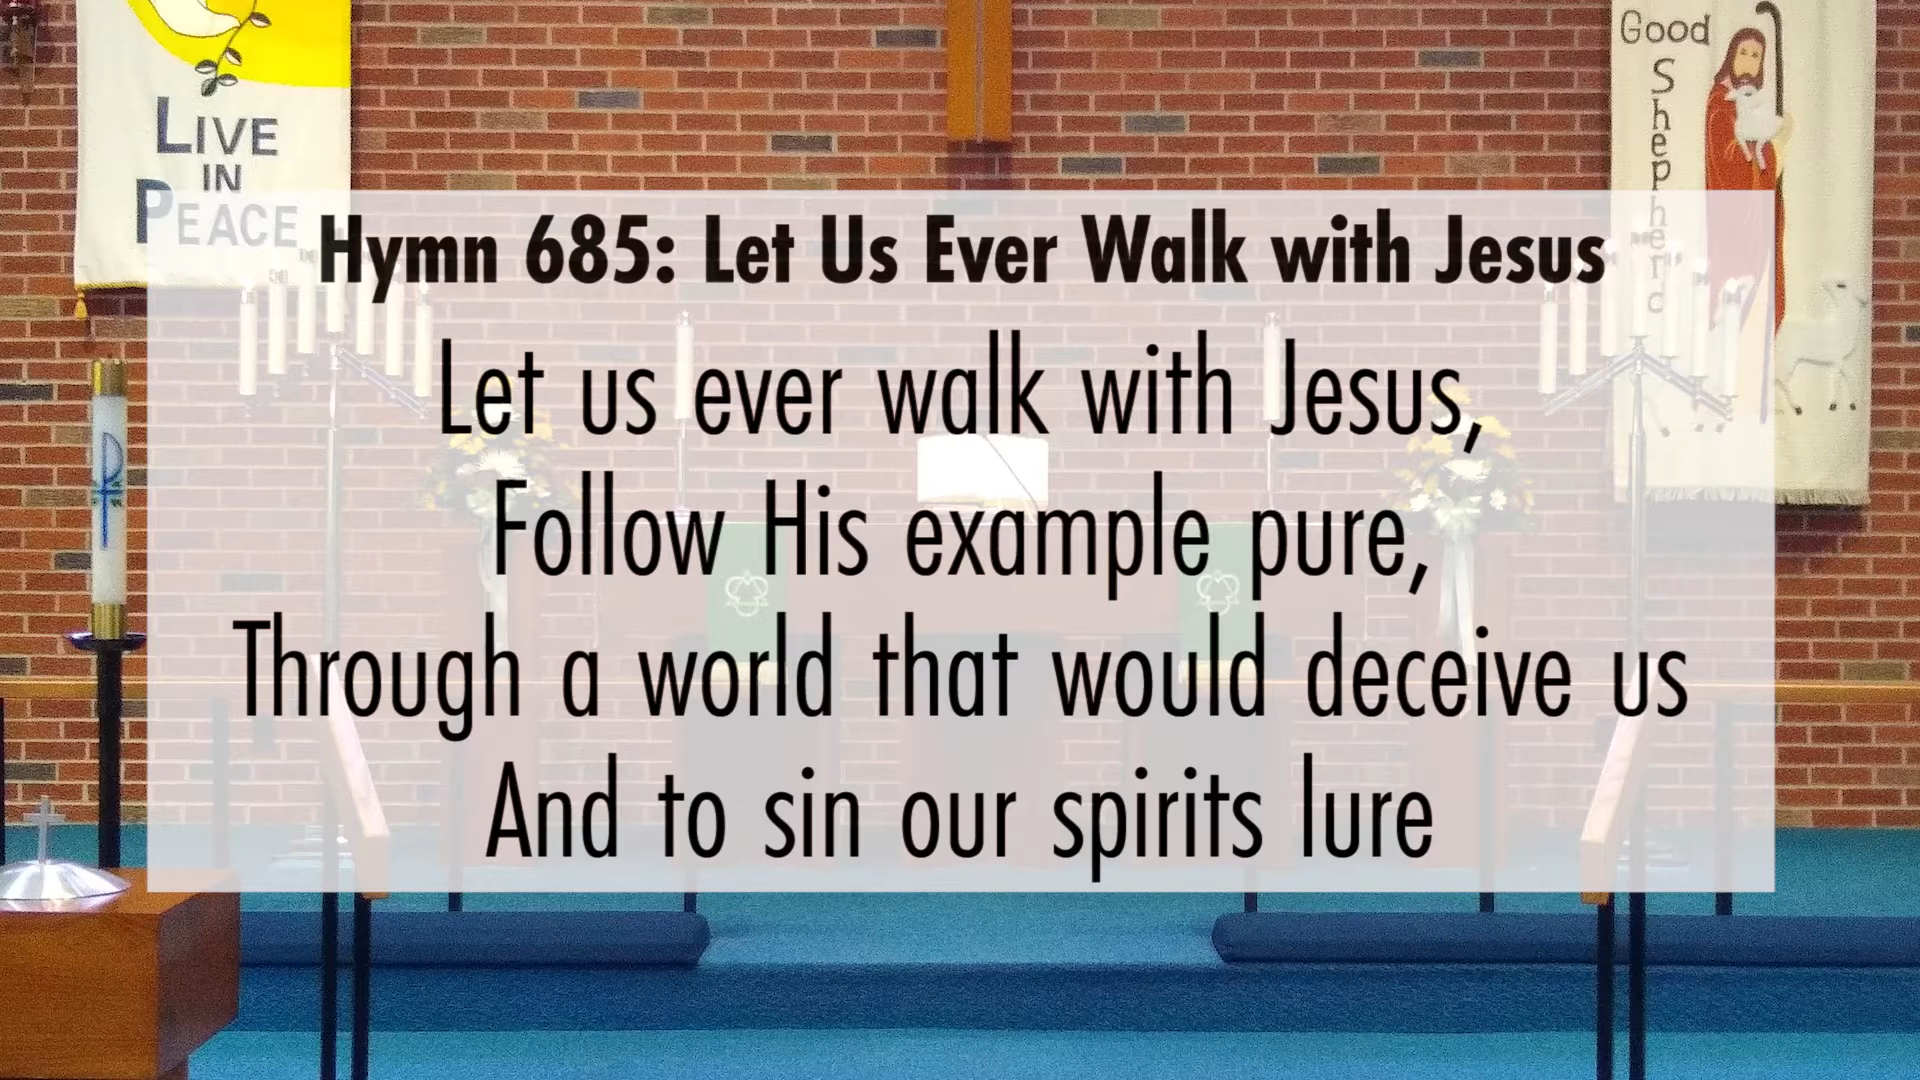 LIVE
IN
PEACE
Good
Shepherd
Hymn 685: Let Us Ever Walk with Jesus
Let us ever walk with Jesus,
Follow His example pure,
Through a world that would deceive us
And to sin our spirits lure